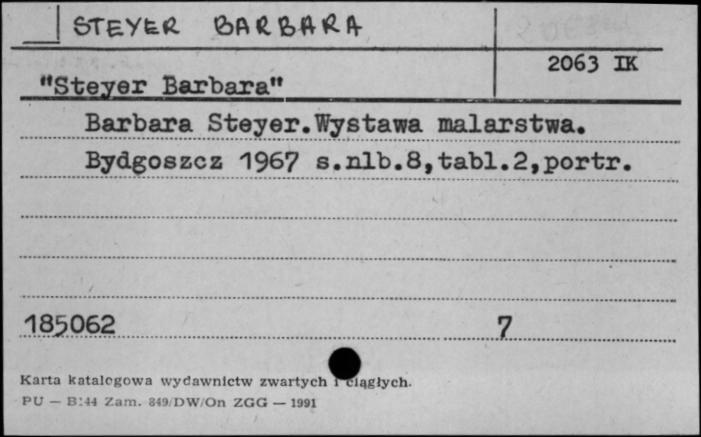 STEYER BARBARA
2063 IK
"Steyer Barbara"
Barbara Steyer.Wystawa malarstwa.
Bydgoszcz 1967 s.nlb.8,tabl.2,portr.
185062 7
Karta katalogowa wydawnictw zwartych i ciągłych.
PU — B:44 Zam. 849/DW/On ZGG — 1991